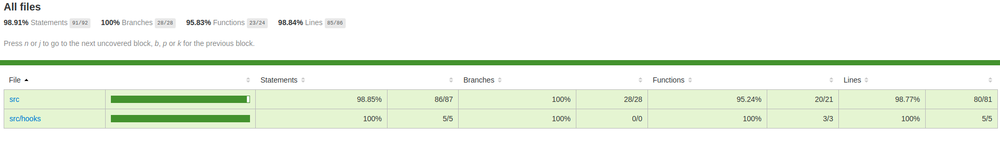 All files
98.91% Statements 91/92 100% Branches 28/28 95.83% Functions 23/24 98.84% Lines 85/86
Press n or j to go to the next uncovered block, b, p or k for the previous block.
File Statements Branches Functions Lines
src 98.85% 86/87 100% 28/28 95.24% 20/21 98.77% 80/81
src/hooks 100% 5/5 100% 0/0 100% 3/3 100% 5/5